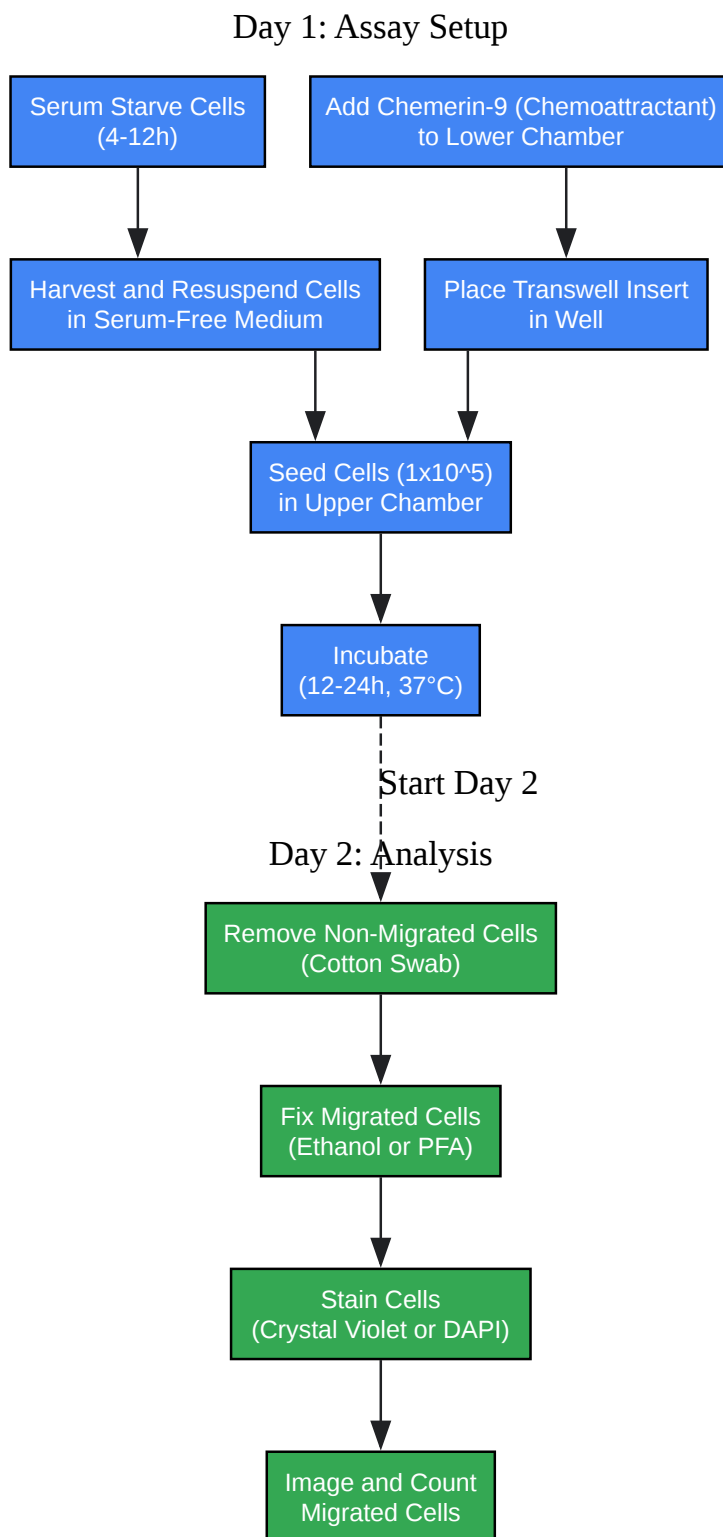 Day 1: Assay Setup
Serum Starve Cells
(4-12h)
Add Chemerin-9 (Chemoattractant)
to Lower Chamber
Harvest and Resuspend Cells
in Serum-Free Medium
Place Transwell Insert
in Well
Seed Cells (1x10^5)
in Upper Chamber
Incubate
(12-24h, 37°C)
Start Day 2
Day 2: Analysis
Remove Non-Migrated Cells
(Cotton Swab)
Fix Migrated Cells
(Ethanol or PFA)
Stain Cells
(Crystal Violet or DAPI)
Image and Count
Migrated Cells